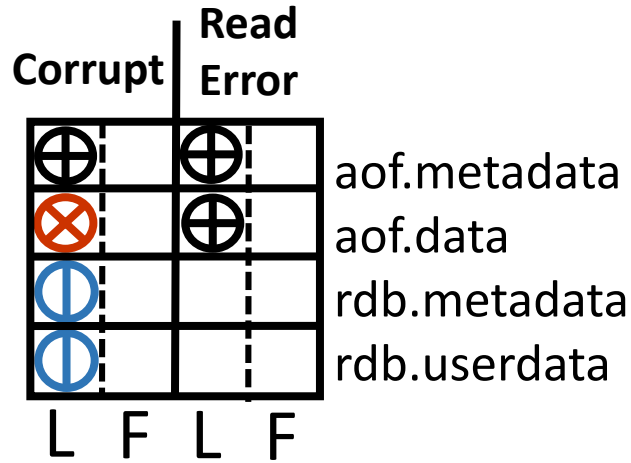 Corrupt
Read
Error
aof.metadata
aof.data
rdb.metadata
rdb.userdata
L F L F